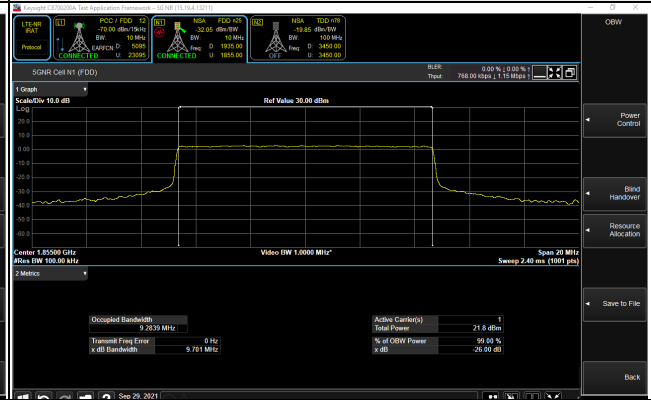 Keysight C8700200A Test Application Framework – 5G NR (15.19.4.13211)
LTE-NR IRAT
Protocol
L1
PCC / FDD 12
-70.00 dBm/15kHz
BW: 10 MHz
EARFCN D: 5095
CONNECTED U: 23095
N1
NSA FDD n25
-32.05 dBm/BW
BW: 10 MHz
Freq D: 1935.00
CONNECTED U: 1855.00
N2
NSA TDD n78
-19.85 dBm/BW
BW: 100 MHz
Freq D: 3450.00
OFF U: 3450.00
OBW
5GNR Cell N1 (FDD)
BLER: 0.00 % ↓ 0.00 % ↑
Thput: 768.00 kbps ↓ 1.15 Mbps ↑
1 Graph
Scale/Div 10.0 dB
Ref Value 30.00 dBm
Log
20.0
10.0
0.00
-10.0
-20.0
-30.0
-40.0
-50.0
-60.0
Center 1.85500 GHz
Video BW 1.0000 MHz*
Span 20 MHz
#Res BW 100.00 kHz
Sweep 2.40 ms (1001 pts)
2 Metrics
Occupied Bandwidth
9.2839 MHz
Transmit Freq Error 0 Hz
x dB Bandwidth 9.701 MHz
Active Carrier(s) 1
Total Power 21.8 dBm
% of OBW Power 99.00 %
x dB -26.00 dB
Power Control
Blind Handover
Resource Allocation
Save to File
Back
Sep 29, 2021